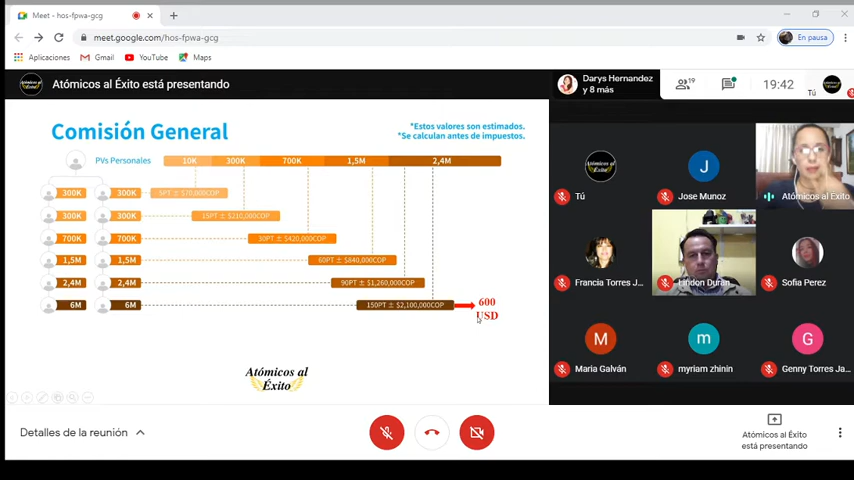 Meet - hos-fpwa-gcg
meet.google.com/hos-fpwa-gcg
En pausa
Aplicaciones
Gmail
YouTube
Maps
Atómicos al Éxito está presentando
Darys Hernandez
y 8 más
19
19:42
Tú
Comisión General
*Estos valores son estimados.
*Se calculan antes de impuestos.
PVs Personales
10K 300K 700K 1,5M 2,4M
300K 300K 5PT ± $70,000COP
300K 300K 15PT ± $210,000COP
700K 700K 30PT ± $420,000COP
1,5M 1,5M 60PT ± $840,000COP
2,4M 2,4M 90PT ± $1,260,000COP
6M 6M 150PT ± $2,100,000COP
600
USD
Atómicos al
Éxito
Atómicos al
Éxito
Tú
J
Jose Munoz
Atómicos al Éxito
Francia Torres J...
Lindon Duran
Sofia Perez
M
Maria Galván
m
myriam zhinin
G
Genny Torres Ja...
Detalles de la reunión
Atómicos al Éxito
está presentando